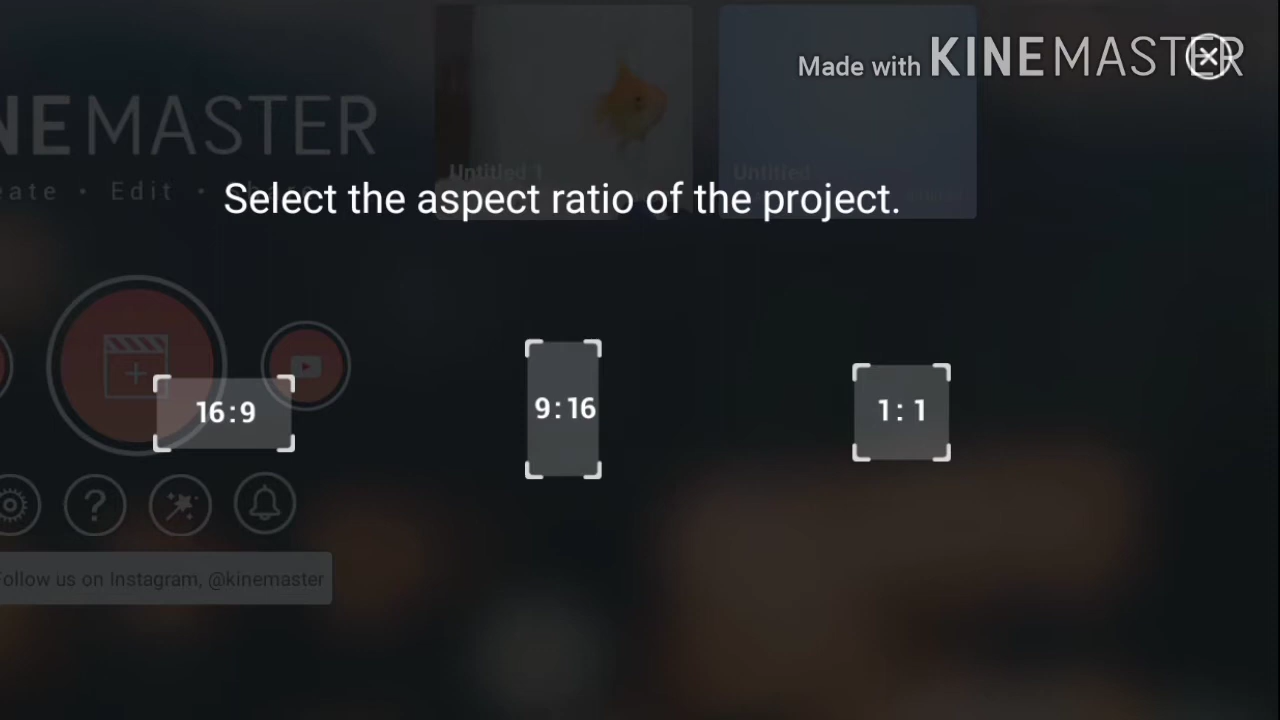 Made with KINEMASTER
NEMASTER
eate • Edit •
Untitled 1
Untitled
Select the aspect ratio of the project.
16:9
9:16
1:1
?
Follow us on Instagram, @kinemaster